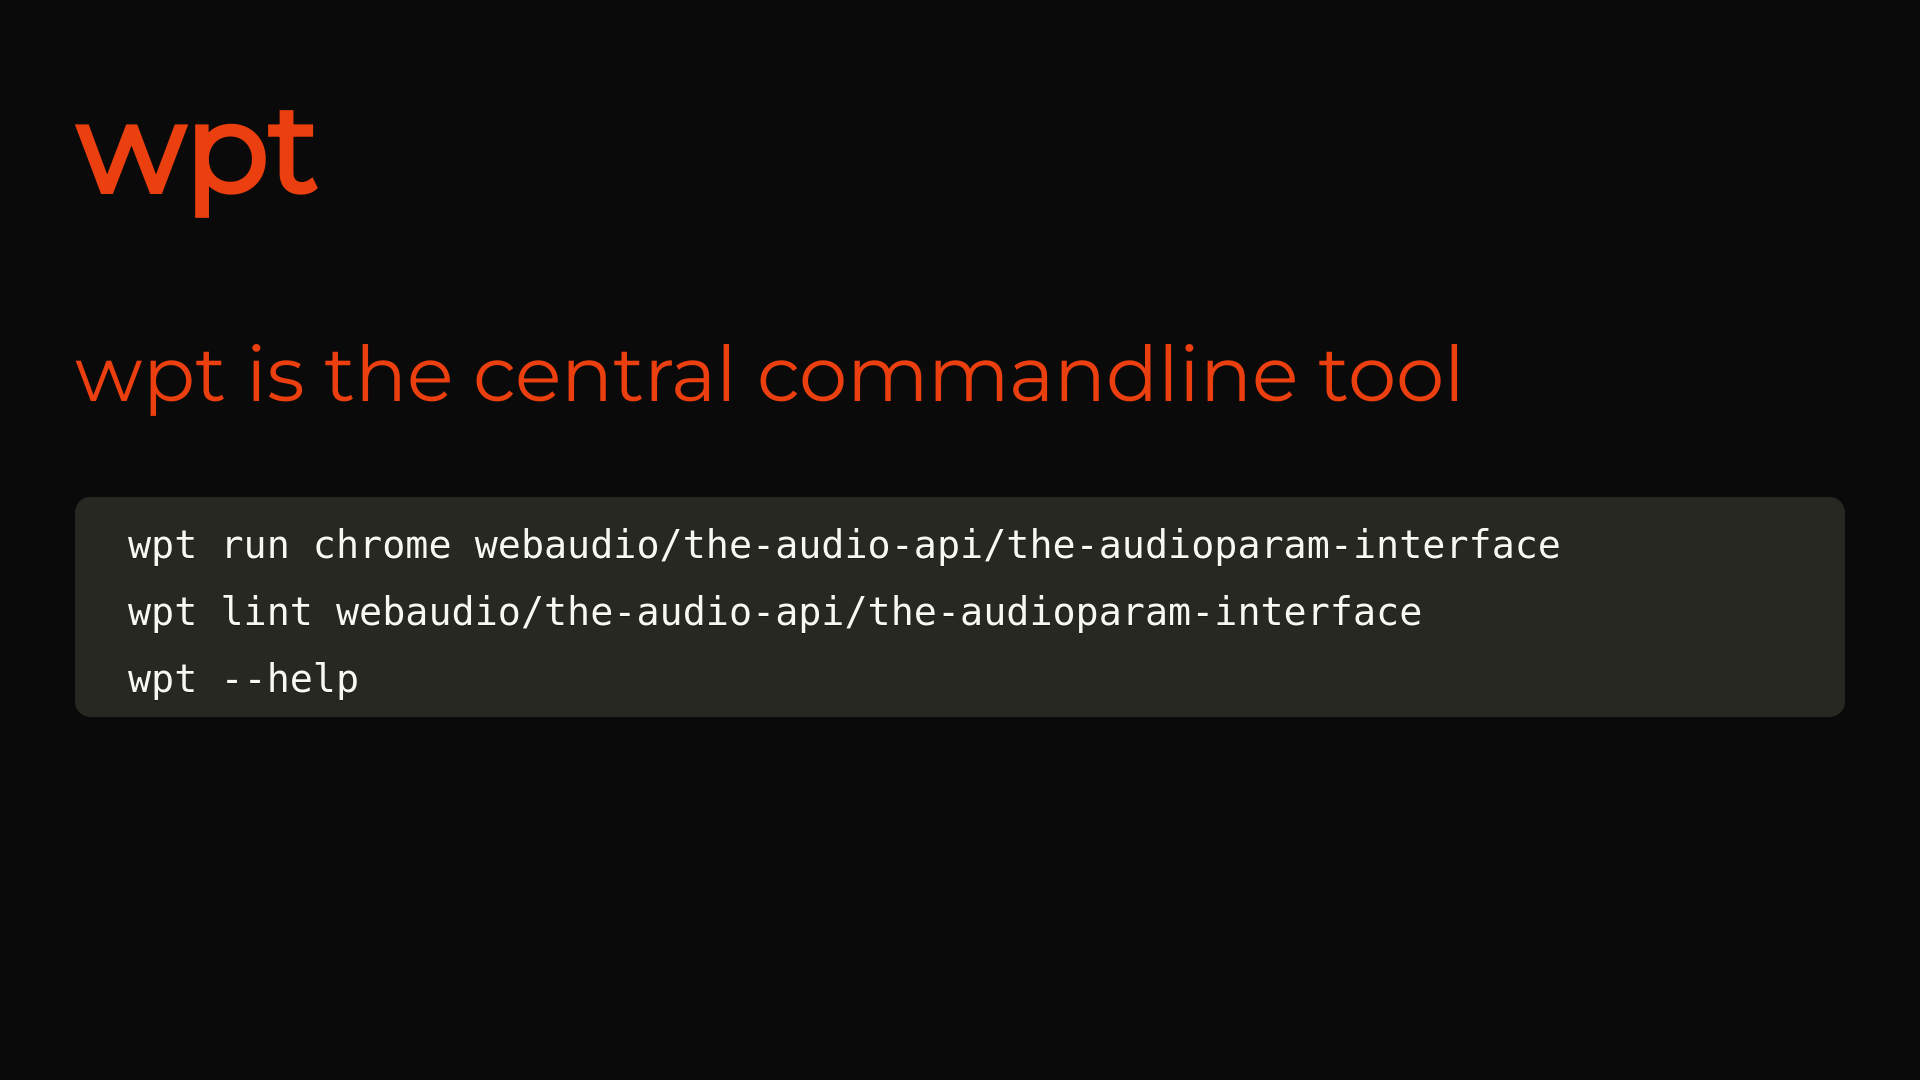 wpt
wpt is the central commandline tool
wpt run chrome webaudio/the-audio-api/the-audioparam-interface
wpt lint webaudio/the-audio-api/the-audioparam-interface
wpt --help